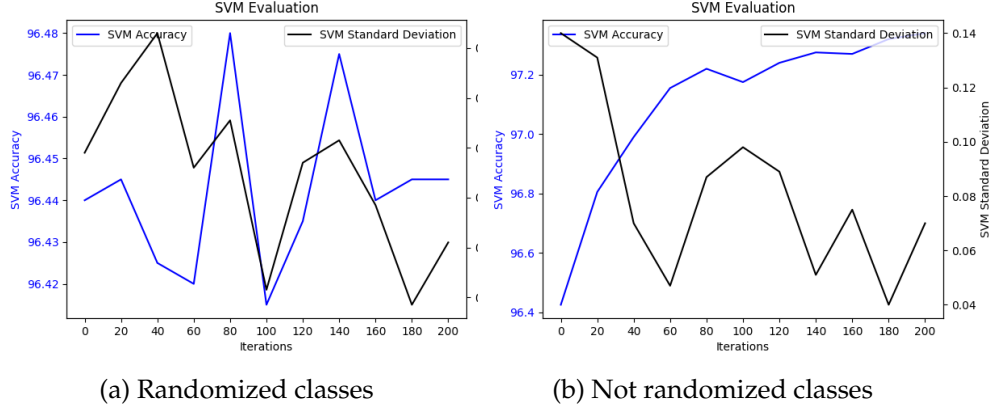 SVM Evaluation
SVM Accuracy
SVM Standard Deviation
96.48
96.47
96.46
96.45
96.44
96.43
96.42
SVM Accuracy
0 20 40 60 80 100 120 140 160 180 200
Iterations
(a) Randomized classes
SVM Evaluation
SVM Accuracy
SVM Standard Deviation
97.2
97.0
96.8
96.6
96.4
SVM Accuracy
0.14
0.12
0.10
0.08
0.06
0.04
SVM Standard Deviation
0 20 40 60 80 100 120 140 160 180 200
Iterations
(b) Not randomized classes